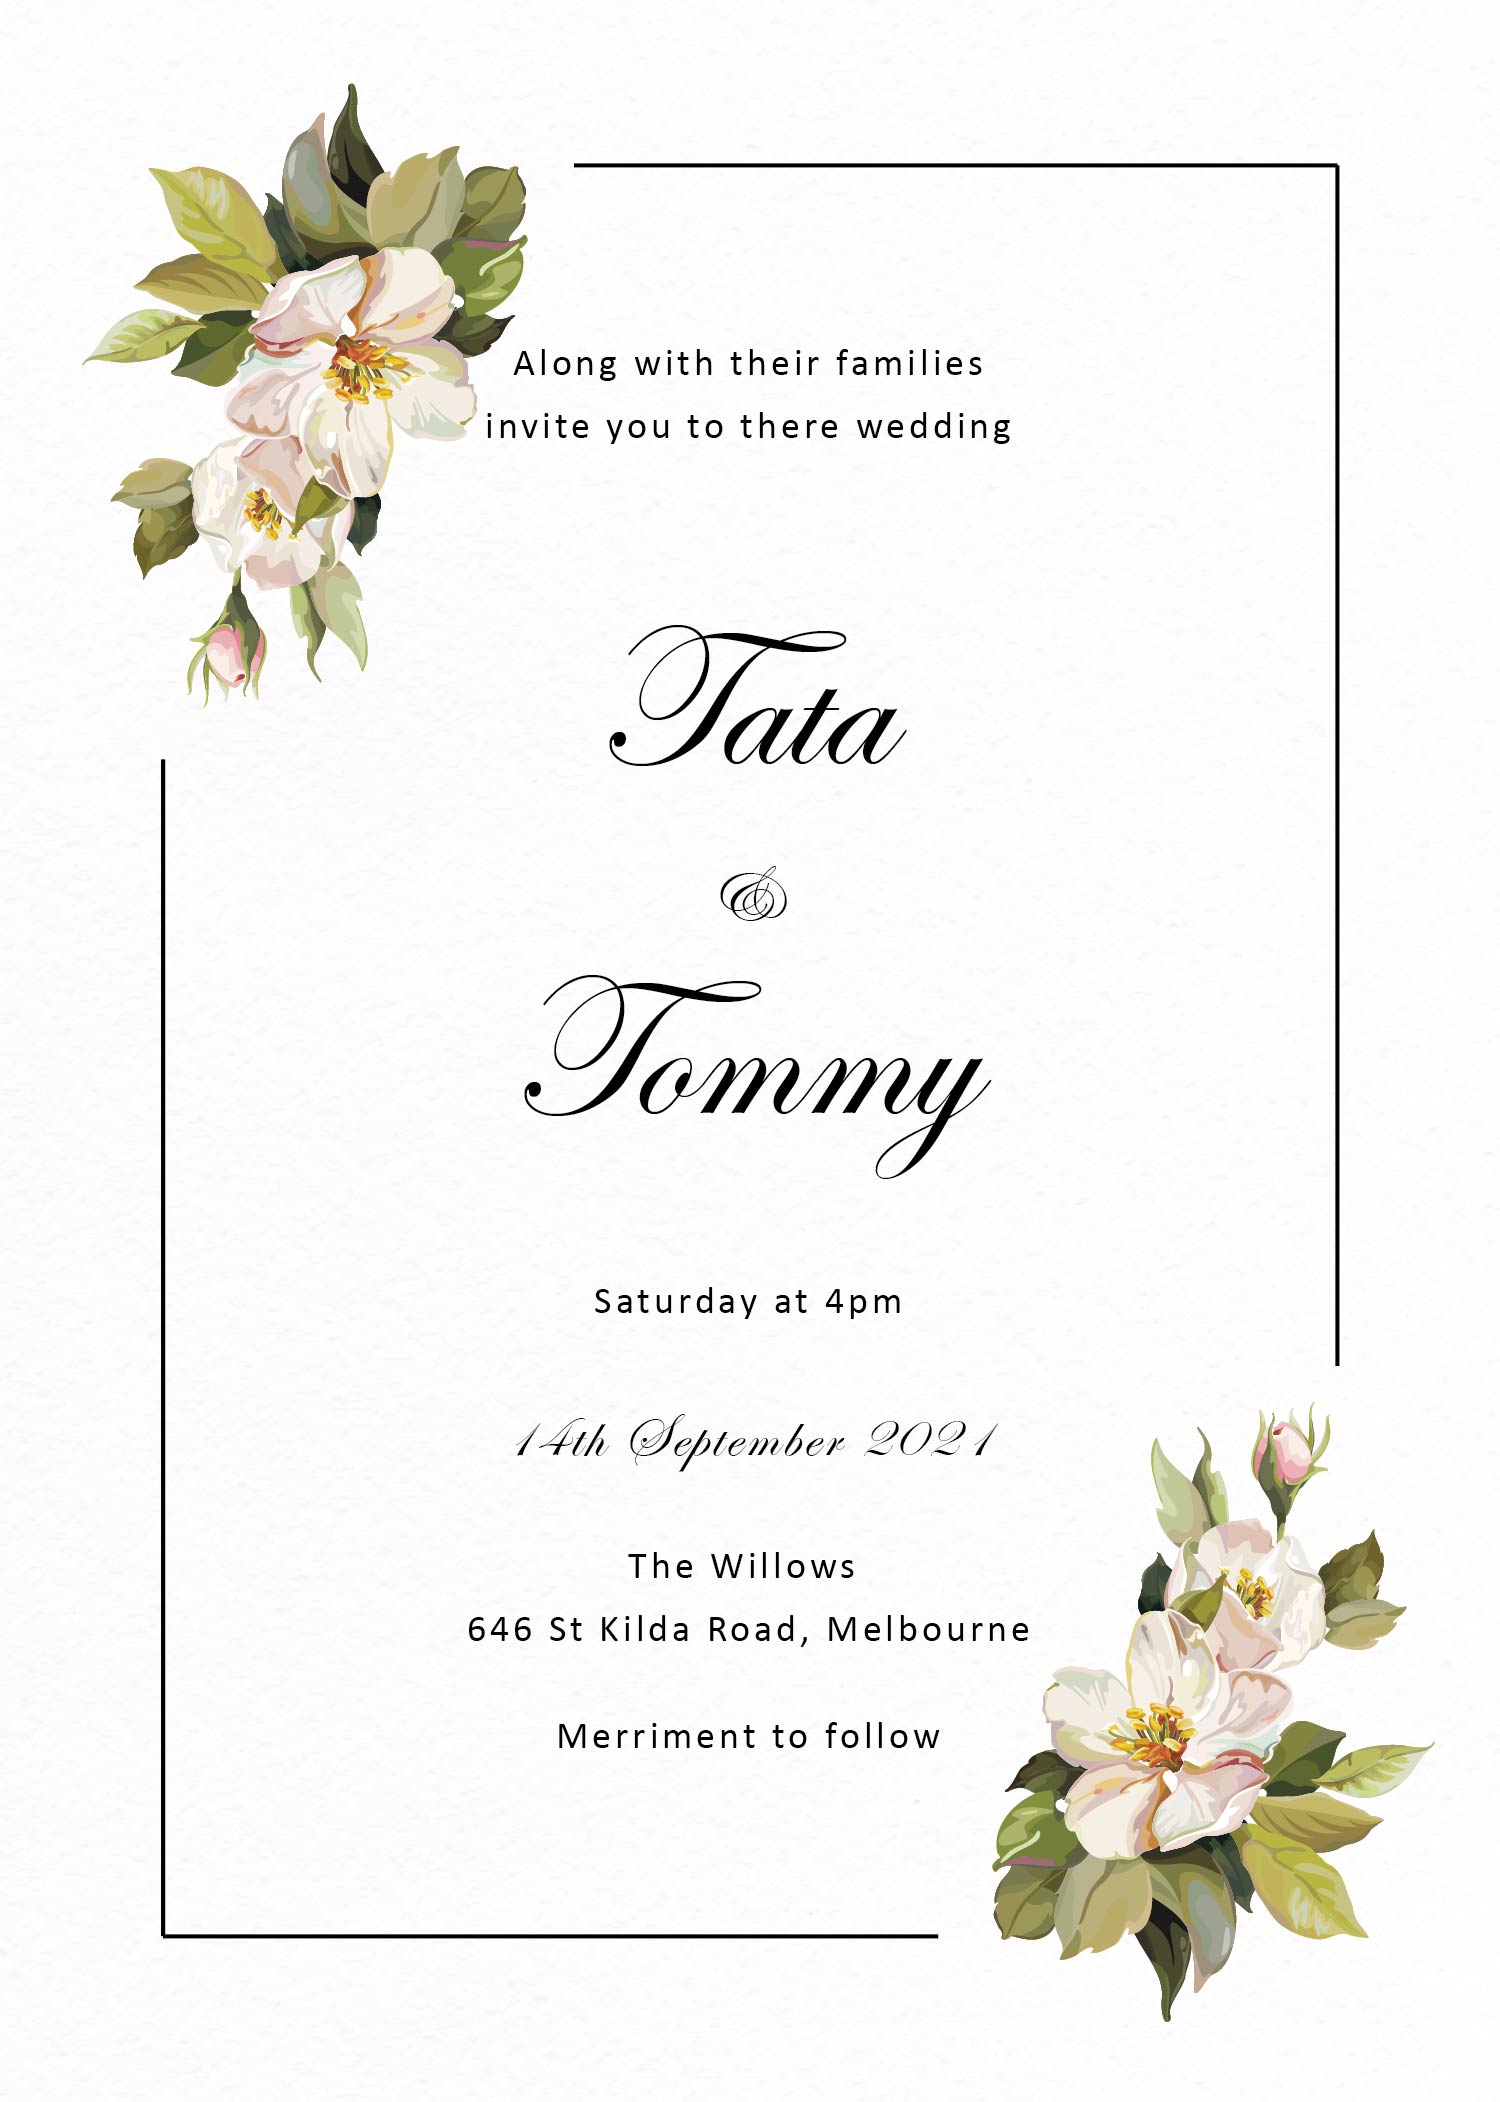 Along with their families
invite you to there wedding
Tata
&
Tommy
Saturday at 4pm
14th September 2021
The Willows
646 St Kilda Road, Melbourne
Merriment to follow